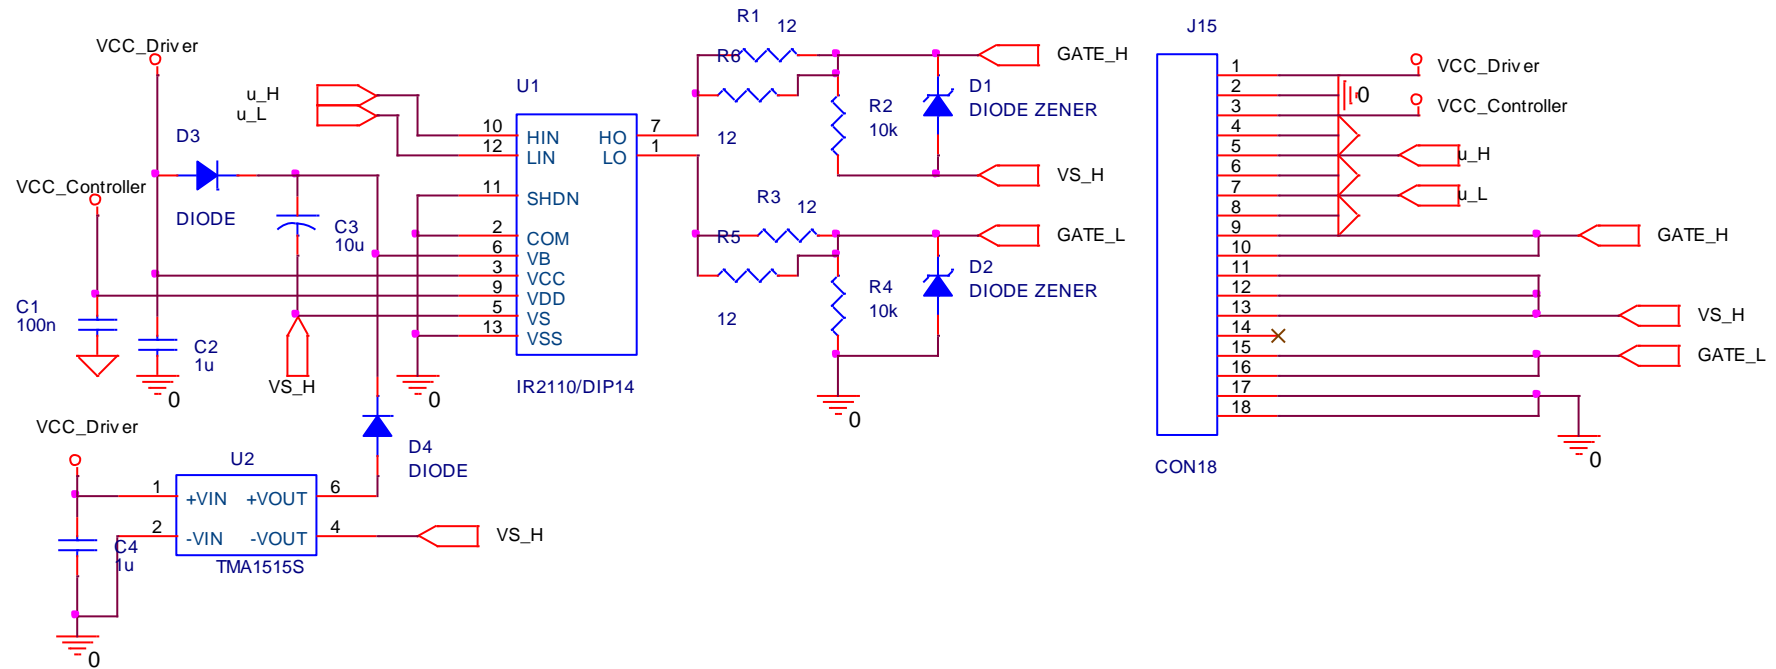 VCC_Driver
D3
DIODE
VCC_Controller
C1
100n
C2
1u
0
C3
10u
VS_H
u_H
u_L
U1
10
HIN
12
LIN
11
SHDN
2
COM
6
VB
3
VCC
9
VDD
5
VS
13
VSS
HO
7
LO
1
IR2110/DIP14
0
R1
12
R6
12
R2
10k
D1
DIODE ZENER
GATE_H
VS_H
R3
12
R5
12
R4
10k
D2
DIODE ZENER
GATE_L
0
VCC_Driver
U2
1
+VIN
+VOUT
6
2
-VIN
-VOUT
4
TMA1515S
C4
1u
0
D4
DIODE
VS_H
J15
1
2
3
4
5
6
7
8
9
10
11
12
13
14
15
16
17
18
CON18
VCC_Driver
0
VCC_Controller
u_H
u_L
GATE_H
VS_H
GATE_L
0